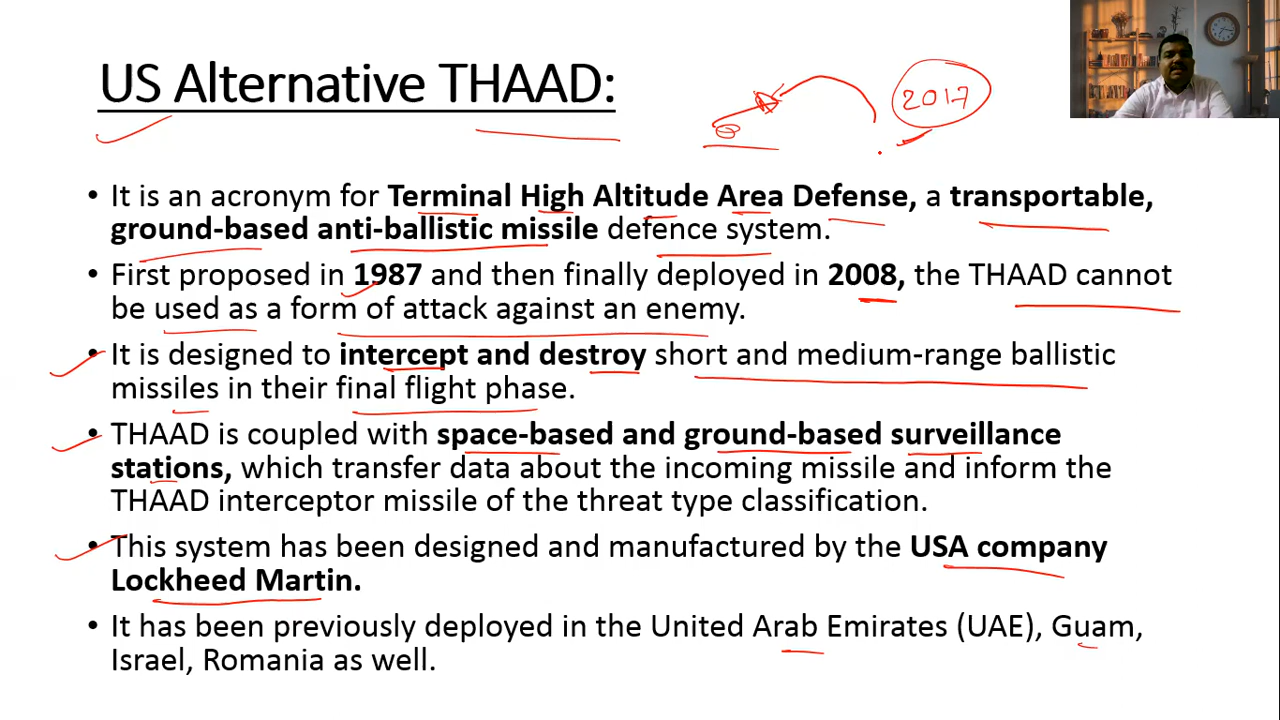 US Alternative THAAD:
2017
• It is an acronym for Terminal High Altitude Area Defense, a transportable,
ground-based anti-ballistic missile defence system.
• First proposed in 1987 and then finally deployed in 2008, the THAAD cannot
be used as a form of attack against an enemy.
• It is designed to intercept and destroy short and medium-range ballistic
missiles in their final flight phase.
• THAAD is coupled with space-based and ground-based surveillance
stations, which transfer data about the incoming missile and inform the
THAAD interceptor missile of the threat type classification.
• This system has been designed and manufactured by the USA company
Lockheed Martin.
• It has been previously deployed in the United Arab Emirates (UAE), Guam,
Israel, Romania as well.